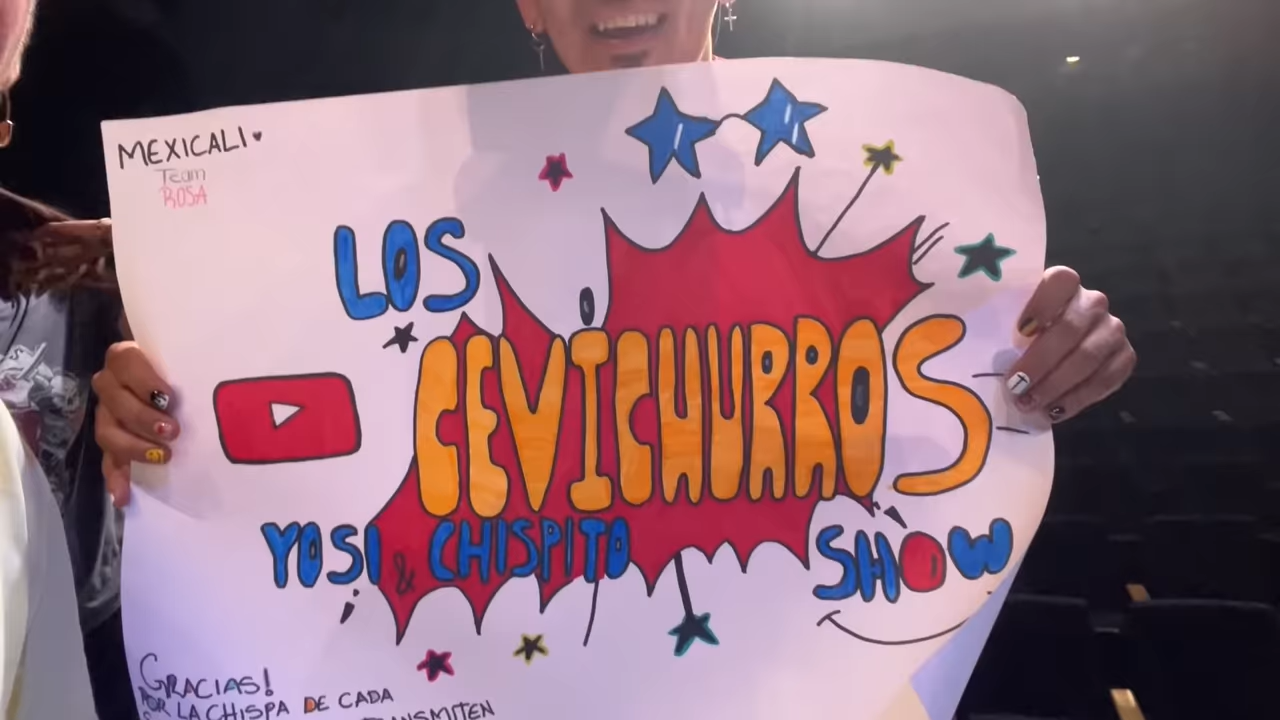 MEXICALI
Team
ROSA
LOS
CEVICHURROS
YOSI & CHISPITO SHOW
GRACIAS!
POR LA CHISPA DE CADA
TRANSMITEN